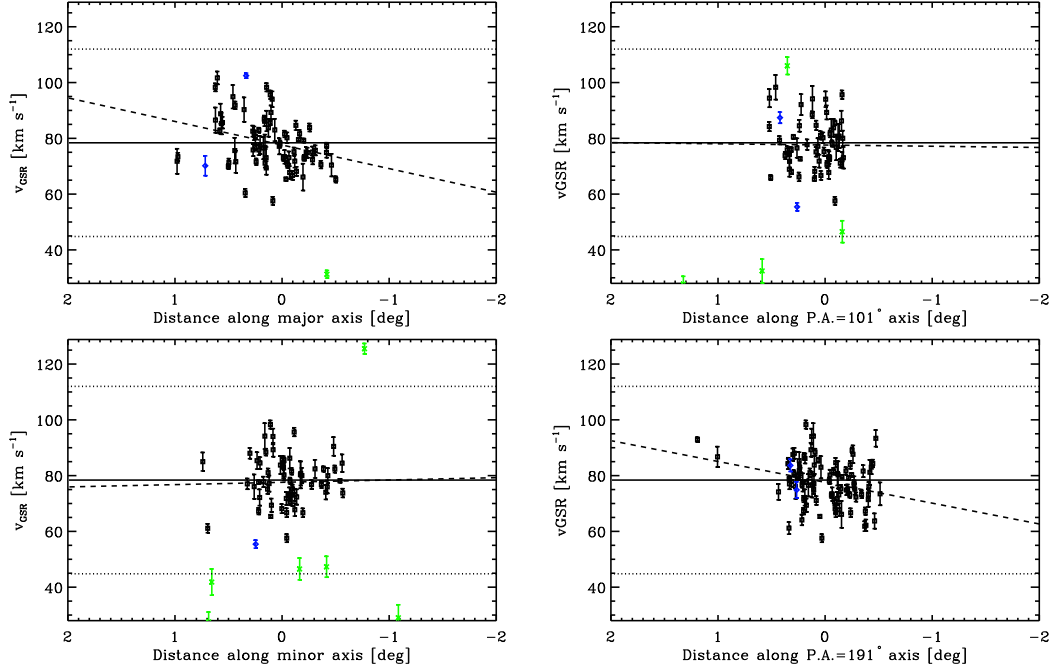 120
100
80
60
40
v_GSR [km s⁻¹]
2 1 0 −1 −2
Distance along major axis [deg]
120
100
80
60
40
vGSR [km s⁻¹]
2 1 0 −1 −2
Distance along P.A.=101° axis [deg]
120
100
80
60
40
v_GSR [km s⁻¹]
2 1 0 −1 −2
Distance along minor axis [deg]
120
100
80
60
40
vGSR [km s⁻¹]
2 1 0 −1 −2
Distance along P.A.=191° axis [deg]